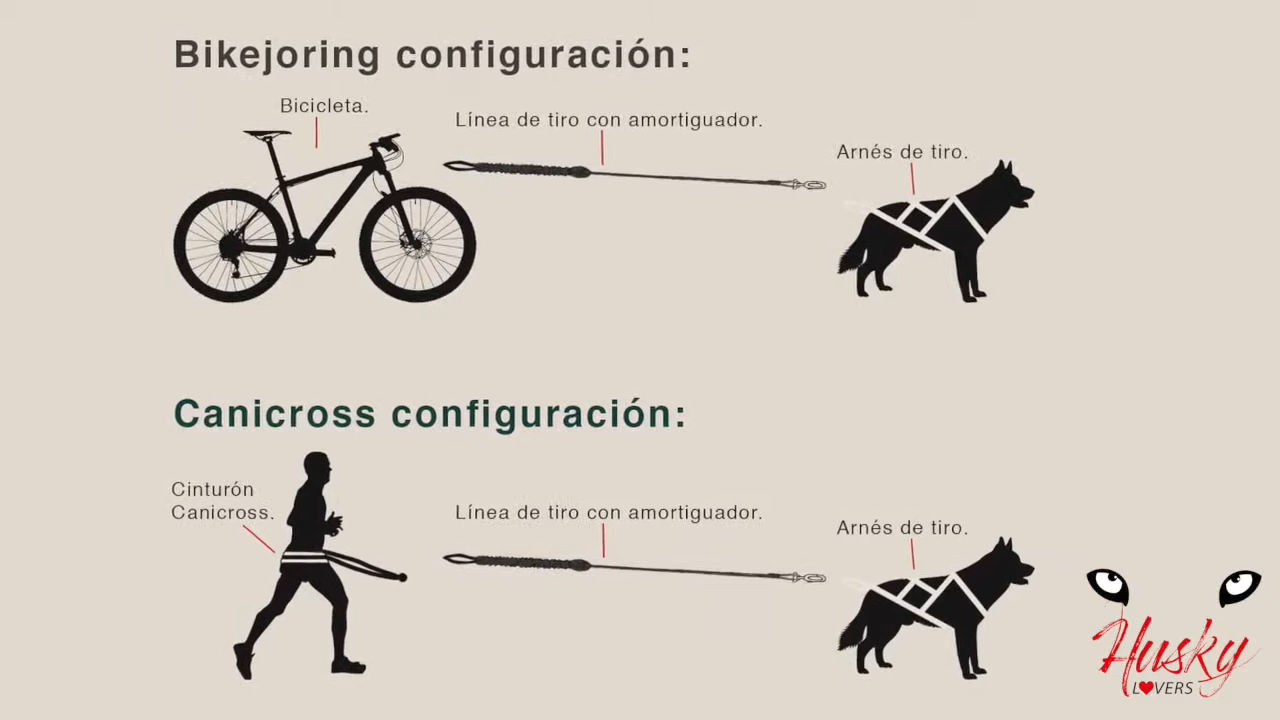 Bikejoring configuración:
Bicicleta.
Línea de tiro con amortiguador.
Arnés de tiro.
Canicross configuración:
Cinturón
Canicross.
Línea de tiro con amortiguador.
Arnés de tiro.
Husky
LOVERS